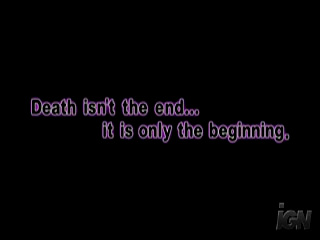 Death isn't the end...
it is only the beginning.
IGN